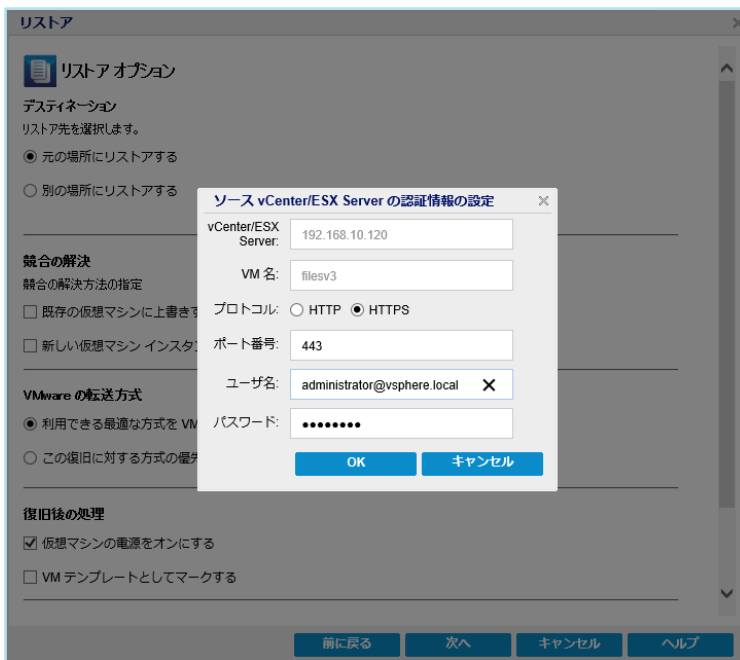 リストア
リストア オプション
デスティネーション
リストア先を選択します。
元の場所にリストアする
別の場所にリストアする
ソース vCenter/ESX Server の認証情報の設定
vCenter/ESX Server:
192.168.10.120
VM 名:
filesv3
プロトコル:
HTTP
HTTPS
ポート番号:
443
ユーザ名:
administrator@vsphere.local
パスワード:
••••••••
OK
キャンセル
競合の解決
競合の解決方法の指定
既存の仮想マシンに上書きす
新しい仮想マシン インスタン
VMware の転送方式
利用できる最適な方式を VM
この復旧に対する方式の優先
復旧後の処理
仮想マシンの電源をオンにする
VM テンプレートとしてマークする
前に戻る
次へ
キャンセル
ヘルプ